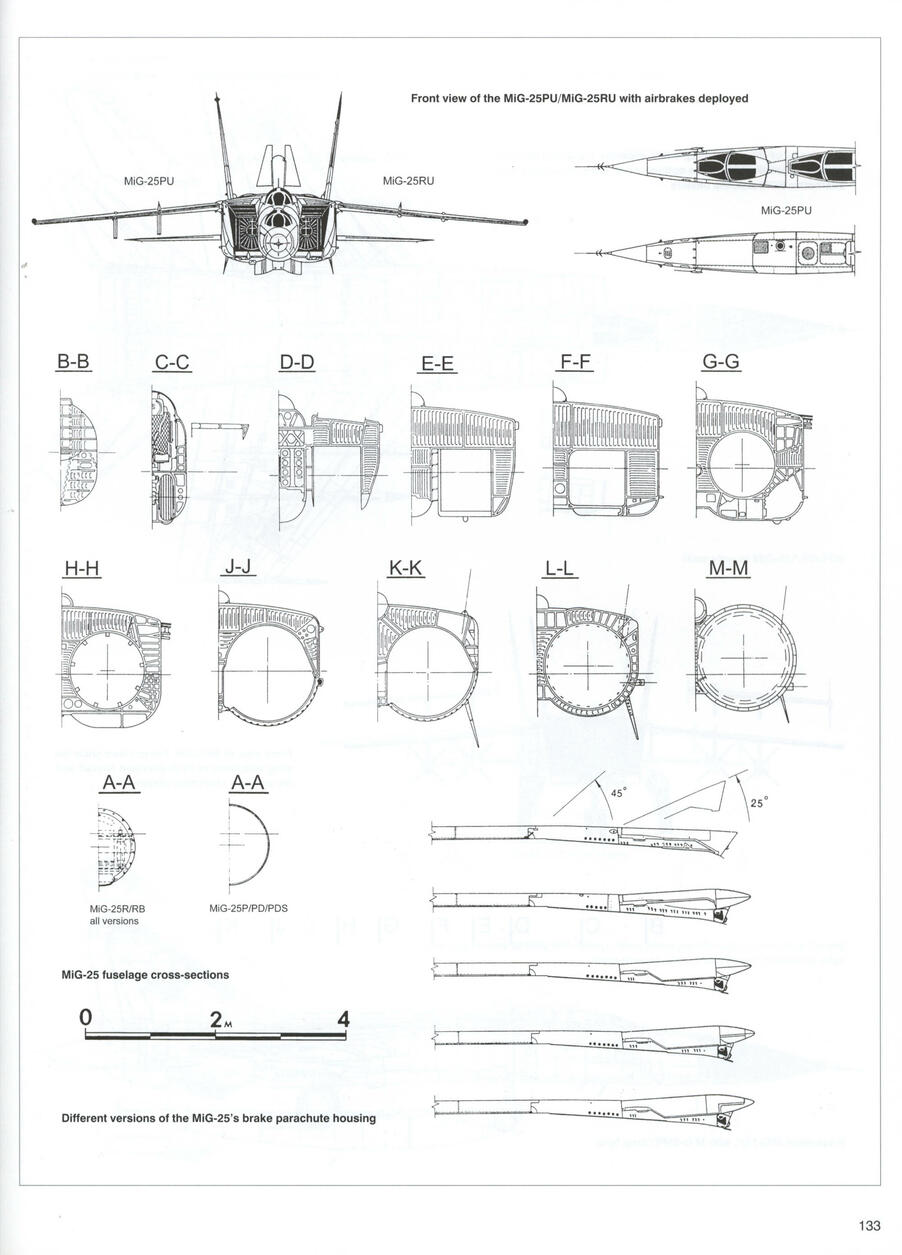 Front view of the MiG-25PU/MiG-25RU with airbrakes deployed
MiG-25PU
MiG-25RU
MiG-25PU
B-B
C-C
D-D
E-E
F-F
G-G
H-H
J-J
K-K
L-L
M-M
A-A
A-A
45°
25°
MiG-25R/RB
all versions
MiG-25P/PD/PDS
MiG-25 fuselage cross-sections
0 2 M 4
Different versions of the MiG-25's brake parachute housing
133